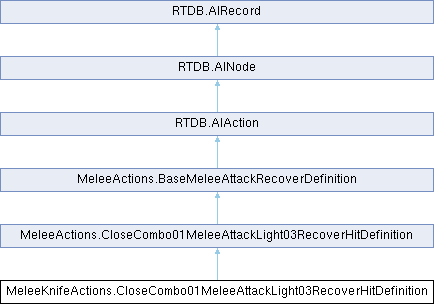 RTDB.AIRecord
RTDB.AINode
RTDB.AIAction
MeleeActions.BaseMeleeAttackRecoverDefinition
MeleeActions.CloseCombo01MeleeAttackLight03RecoverHitDefinition
MeleeKnifeActions.CloseCombo01MeleeAttackLight03RecoverHitDefinition